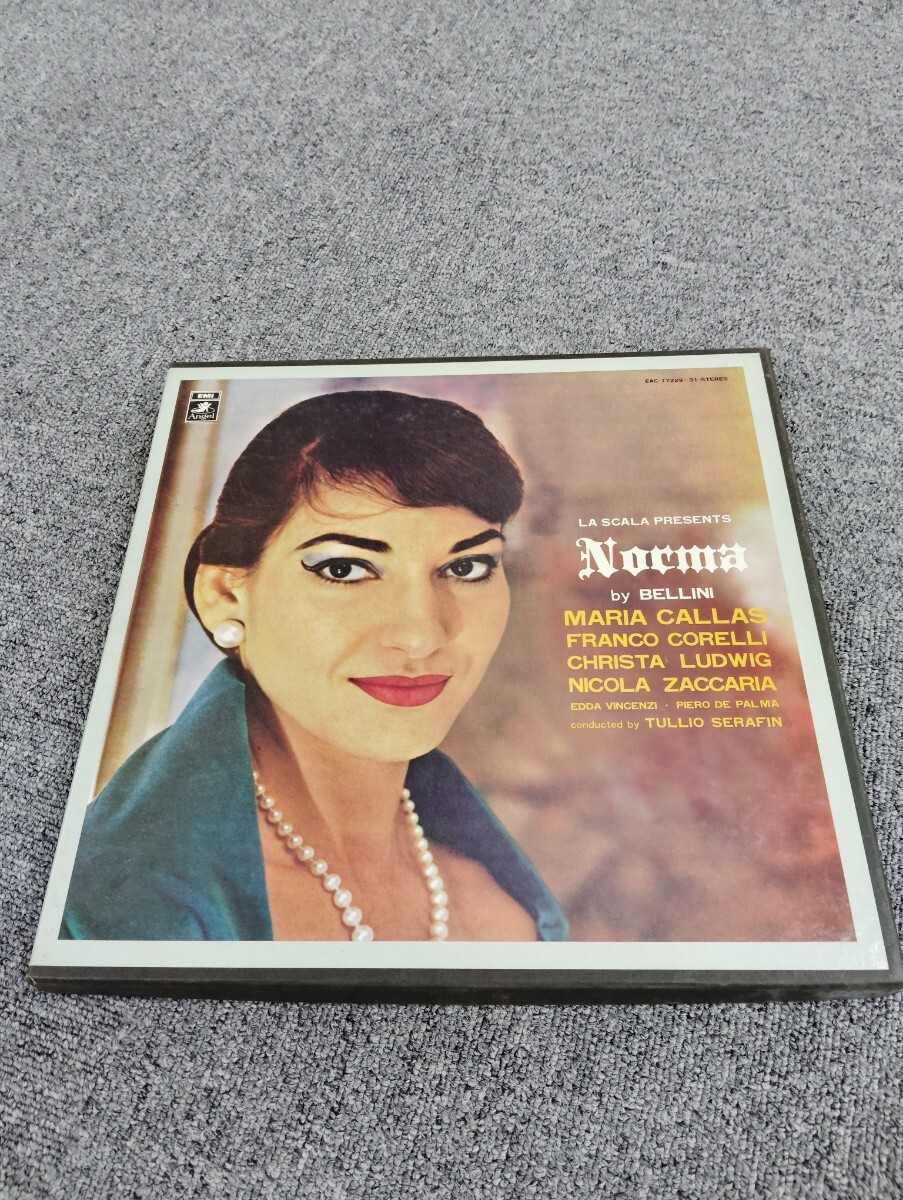 EMI
Angel
EAC-77229-31 STEREO
LA SCALA PRESENTS
Norma
by BELLINI
MARIA CALLAS
FRANCO CORELLI
CHRISTA LUDWIG
NICOLA ZACCARIA
EDDA VINCENZI · PIERO DE PALMA
conducted by TULLIO SERAFIN